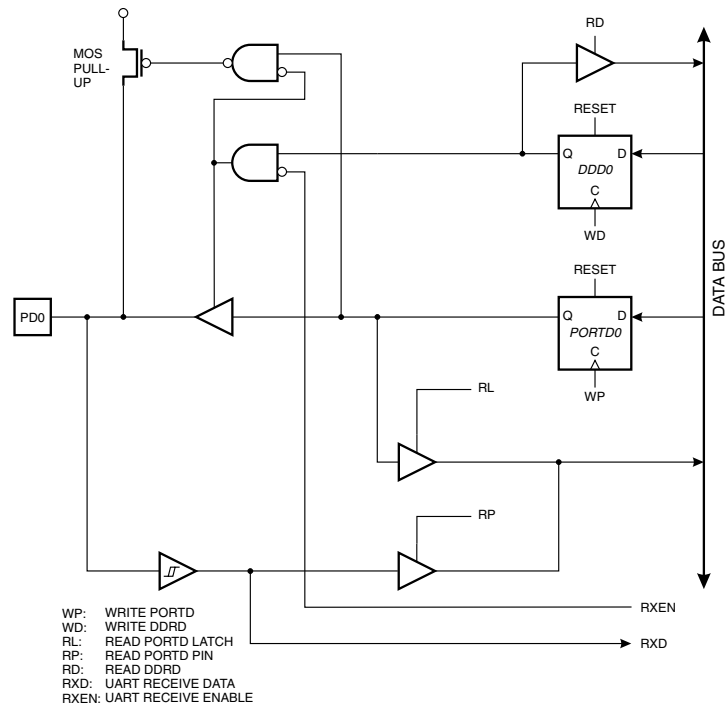 RD
MOS
PULL-
UP
RESET
Q
D
DDD0
C
WD
DATA BUS
RESET
PD0
Q
D
PORTD0
C
WP
RL
RP
RXEN
WP: WRITE PORTD
WD: WRITE DDRD
RL: READ PORTD LATCH
RXD
RP: READ PORTD PIN
RD: READ DDRD
RXD: UART RECEIVE DATA
RXEN: UART RECEIVE ENABLE